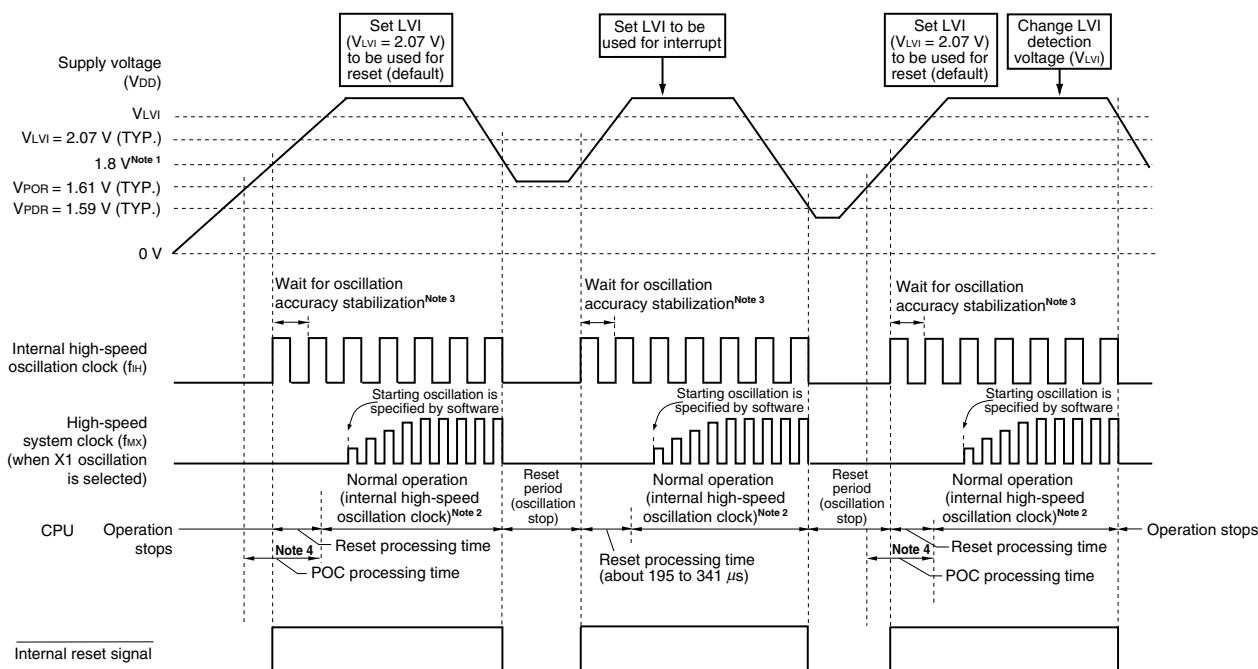 Set LVI
(VLVI = 2.07 V)
to be used for
reset (default)
Set LVI to be
used for interrupt
Set LVI
(VLVI = 2.07 V)
to be used for
reset (default)
Change LVI
detection
voltage (VLVI)
Supply voltage
(VDD)
VLVI
VLVI = 2.07 V (TYP.)
1.8 V Note 1
VPOR = 1.61 V (TYP.)
VPDR = 1.59 V (TYP.)
0 V
Wait for oscillation
accuracy stabilization Note 3
Wait for oscillation
accuracy stabilization Note 3
Wait for oscillation
accuracy stabilization Note 3
Internal high-speed
oscillation clock (fIH)
Starting oscillation is
specified by software
Starting oscillation is
specified by software
Starting oscillation is
specified by software
High-speed
system clock (fMX)
(when X1 oscillation
is selected)
Normal operation
(internal high-speed
oscillation clock) Note 2
Reset
period
(oscillation
stop)
Normal operation
(internal high-speed
oscillation clock) Note 2
Reset
period
(oscillation
stop)
Normal operation
(internal high-speed
oscillation clock) Note 2
CPU
Operation
stops
Operation stops
Note 4
Reset processing time
POC processing time
Reset processing time
(about 195 to 341 μs)
Note 4
Reset processing time
POC processing time
Internal reset signal